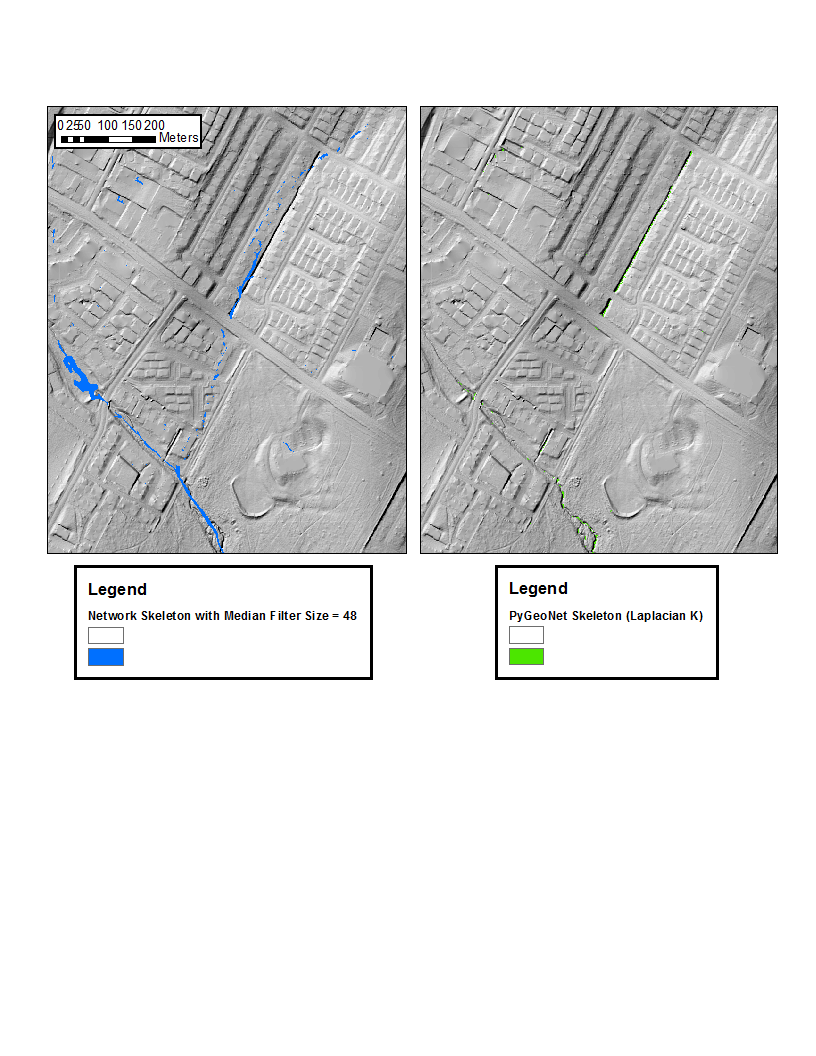 0 25 50 100 150 200
Meters
Legend
Network Skeleton with Median Filter Size = 48
Legend
PyGeoNet Skeleton (Laplacian K)